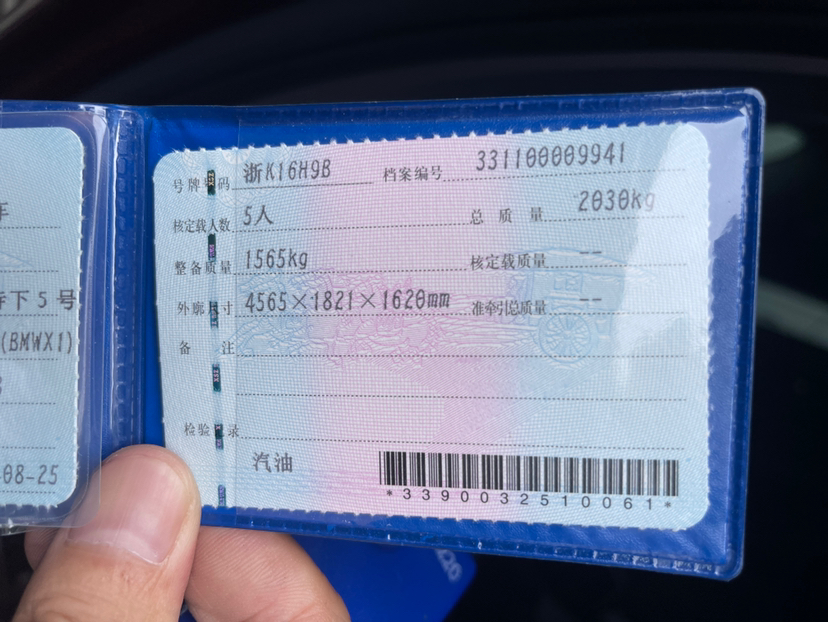 号牌号码 浙K16H9B 档案编号 331100009941
核定载人数 5人 总质量 2030kg
整备质量 1565kg 核定载质量 --
外廓尺寸 4565×1821×1620mm 准牵引总质量 --
备注
检验记录
汽油
*3390032510061*
年
寺下5号
(BMWX1)
08-25